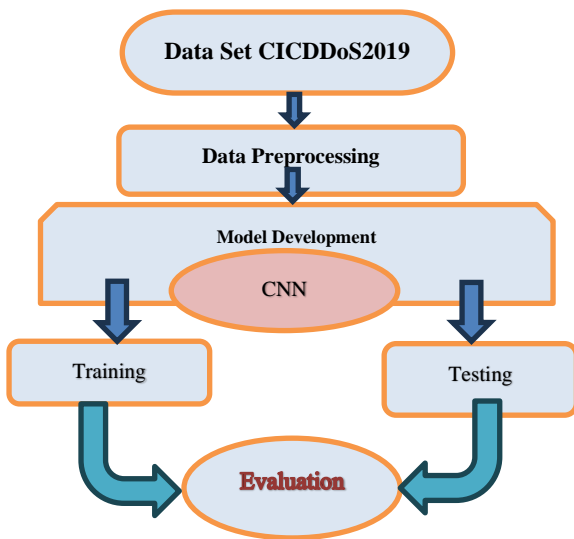 Data Set CICDDoS2019
Data Preprocessing
Model Development
CNN
Training
Testing
Evaluation